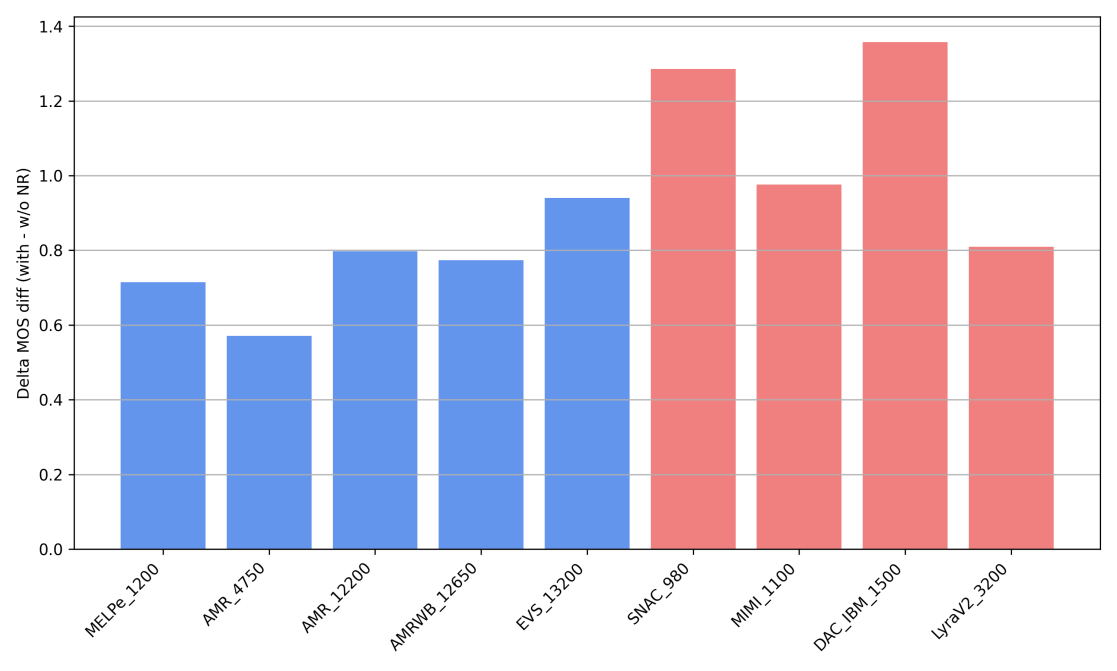 Delta MOS diff (with - w/o NR)
1.4
1.2
1.0
0.8
0.6
0.4
0.2
0.0
MELPe_1200
AMR_4750
AMR_12200
AMRWB_12650
EVS_13200
SNAC_980
MIMI_1100
DAC_IBM_1500
LyraV2_3200